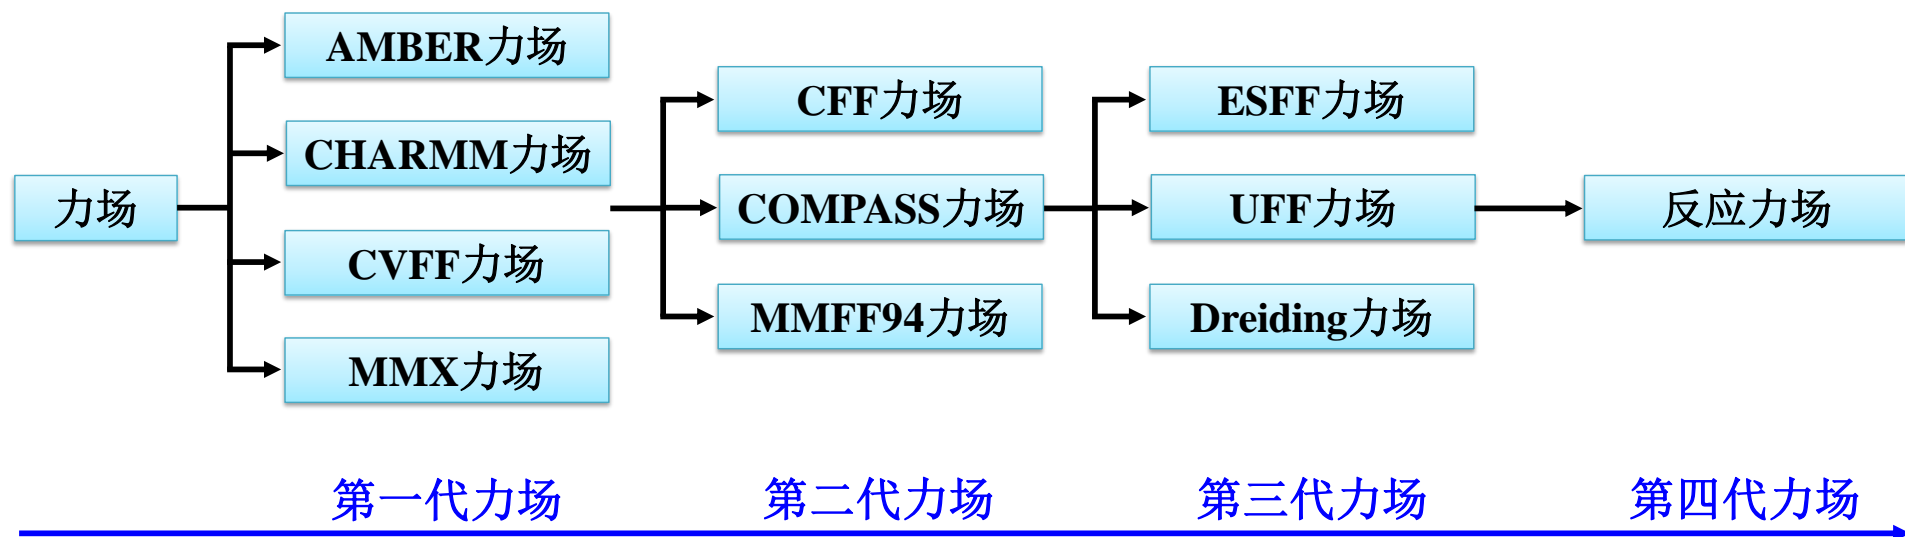 力场
AMBER力场
CHARMM力场
CVFF力场
MMX力场
CFF力场
COMPASS力场
MMFF94力场
ESFF力场
UFF力场
Dreiding力场
反应力场
第一代力场
第二代力场
第三代力场
第四代力场